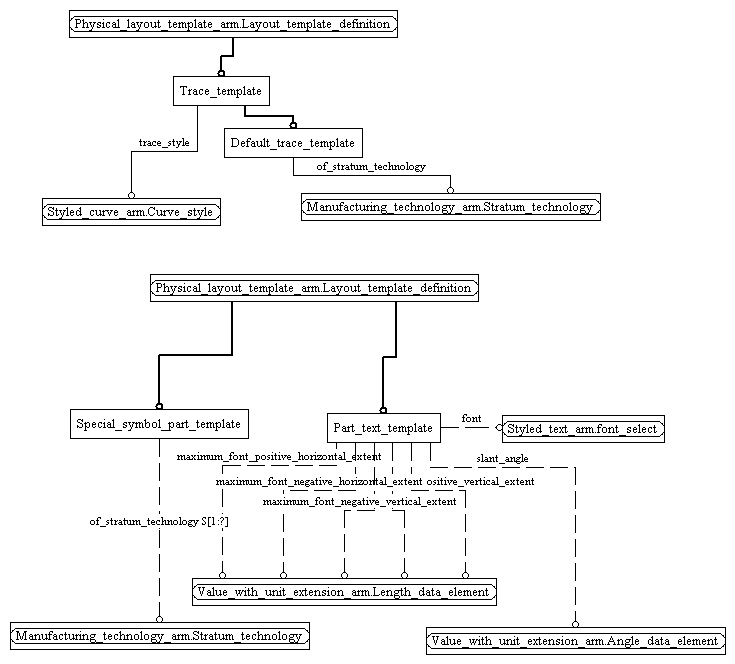 Physical_layout_template_arm.Layout_template_definition
Trace_template
trace_style
Default_trace_template
of_stratum_technology
Styled_curve_arm.Curve_style
Manufacturing_technology_arm.Stratum_technology
Physical_layout_template_arm.Layout_template_definition
Special_symbol_part_template
Part_text_template
font
Styled_text_arm.font_select
maximum_font_positive_horizontal_extent
slant_angle
maximum_font_negative_horizontal_extent
ositive_vertical_extent
maximum_font_negative_vertical_extent
of_stratum_technology S[1:?]
Value_with_unit_extension_arm.Length_data_element
Manufacturing_technology_arm.Stratum_technology
Value_with_unit_extension_arm.Angle_data_element